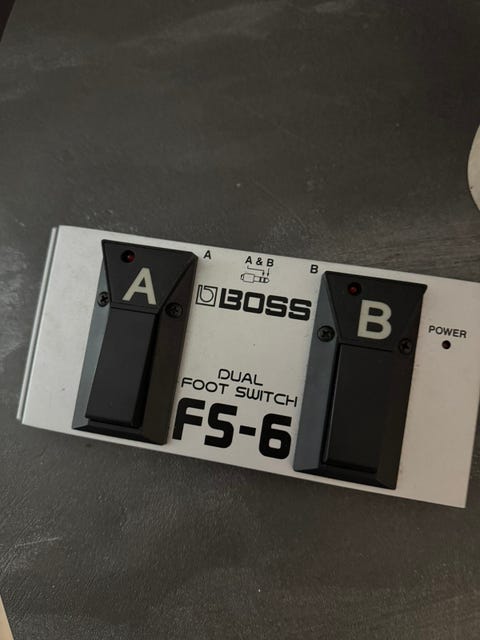 A
A & B
B
A
BOSS
B
POWER
DUAL
FOOT SWITCH
FS-6